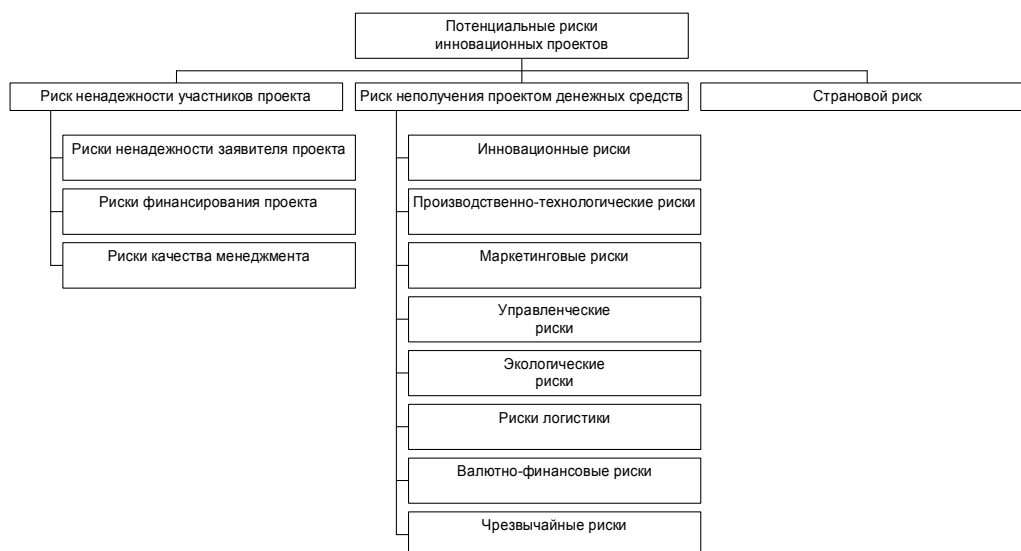 Потенциальные риски
инновационных проектов
Риск ненадежности участников проекта
Риск неполучения проектом денежных средств
Страновой риск
Риски ненадежности заявителя проекта
Риски финансирования проекта
Риски качества менеджмента
Инновационные риски
Производственно-технологические риски
Маркетинговые риски
Управленческие
риски
Экологические
риски
Риски логистики
Валютно-финансовые риски
Чрезвычайные риски